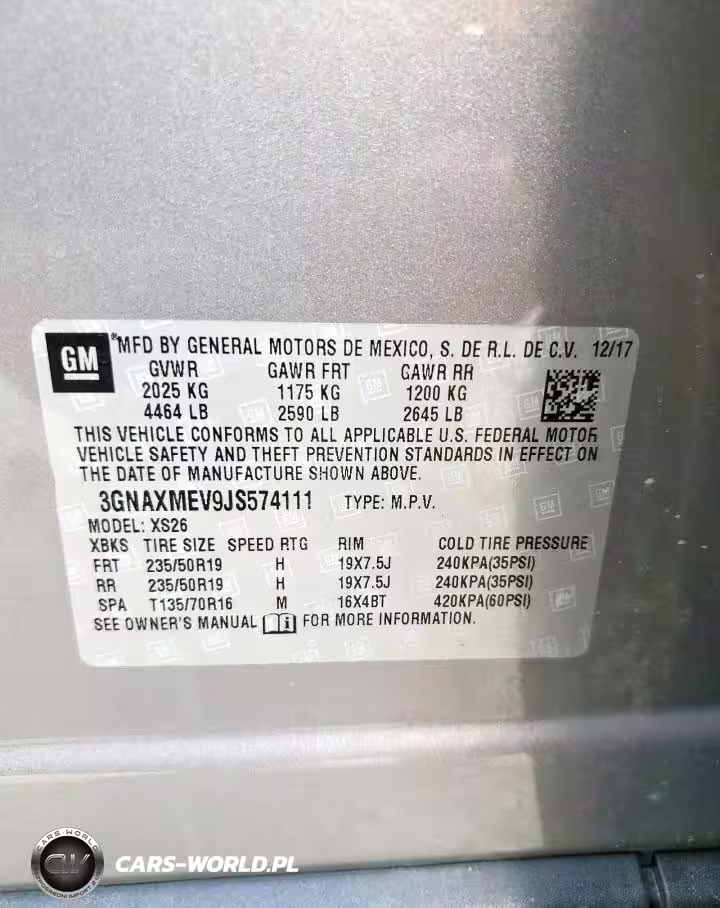 GM
MFD BY GENERAL MOTORS DE MEXICO, S. DE R.L. DE C.V. 12/17
GVWR GAWR FRT GAWR RR
2025 KG 1175 KG 1200 KG
4464 LB 2590 LB 2645 LB
THIS VEHICLE CONFORMS TO ALL APPLICABLE U.S. FEDERAL MOTOR
VEHICLE SAFETY AND THEFT PREVENTION STANDARDS IN EFFECT ON
THE DATE OF MANUFACTURE SHOWN ABOVE.
3GNAXMEV9JS574111 TYPE: M.P.V.
MODEL: XS26
XBKS TIRE SIZE SPEED RTG RIM COLD TIRE PRESSURE
FRT 235/50R19 H 19X7.5J 240KPA(35PSI)
RR 235/50R19 H 19X7.5J 240KPA(35PSI)
SPA T135/70R16 M 16X4BT 420KPA(60PSI)
SEE OWNER'S MANUAL FOR MORE INFORMATION.
CARS-WORLD
CW
CARS-WORLD.PL